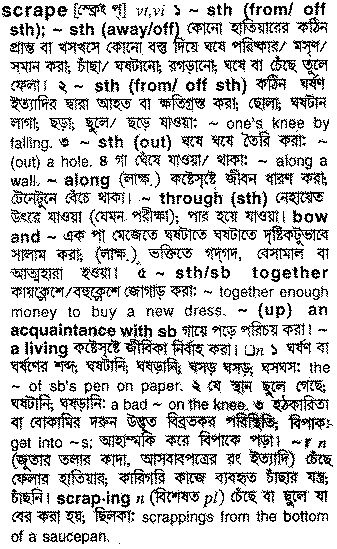 scrape [স্ক্রেইপ্] vt,vi ১ ~ sth (from/ off
sth); ~ sth (away/off) কোনো হাতিয়ারের কঠিন
প্রান্ত বা খসখসে কোনো বস্তু দিয়ে ঘষে পরিষ্কার/ মসৃণ/
সমান করা; চাঁছা/ ঘষটানো; রগড়ানো; ঘষে বা চেঁছে তুলে
ফেলা। ২ ~ sth (from/ off sth) কঠিন ঘর্ষণ
ইত্যাদির দ্বারা আহত বা ক্ষতিগ্রস্ত করা; ছোলা; ঘষটান
লাগা; ছড়া; ছুলে/ ছড়ে যাওয়া: ~ one's knee by
falling. ৩ ~ sth (out) ঘষে ঘষে তৈরি করা: ~
(out) a hole. ৪ গা ঘেঁষে যাওয়া/ থাকা: ~ along a
wall. ~ along (লাক্ষ.) কষ্টেসৃষ্টে জীবন ধারণ করা;
টেনেটুনে বেঁচে থাকা। ~ through (sth) নেহায়েত
উৎরে যাওয়া (যেমন পরীক্ষা); পার হয়ে যাওয়া। bow
and ~ এক পা মেজেতে ঘষটাতে ঘষটাতে দৃষ্টিকটুভাবে
সালাম করা; (লাক্ষ.) ভক্তিতে গদ্‌গদ, বেসামাল বা
আত্মহারা হওয়া। ৫ ~ sth/sb together
কায়ক্লেশে/বহুক্লেশে জোগাড় করা: ~ together enough
money to buy a new dress. ~ (up) an
acquaintance with sb গায়ে পড়ে পরিচয় করা। ~
a living কষ্টেসৃষ্টে জীবিকা নির্বাহ করা। □n ১ ঘর্ষণ বা
ঘর্ষণের শব্দ; ঘষটানি; ঘষড়ানি; ঘসড় ঘসড়; ঘসঘস: the
~ of sb's pen on paper. ২ যে স্থান ছুলে গেছে;
ঘষটানি; ঘষড়ানি: a bad ~ on the knee. ৩ হঠকারিতা
বা বোকামির দরুন উদ্ভূত বিব্রতকর পরিস্থিতি; বিপাক:
get into ~s; আহাম্মকি করে বিপাকে পড়া। ~r n
(জুতার তলার কাদা, আসবাবপত্রের রং ইত্যাদি) চেঁছে
ফেলার হাতিয়ার; কারিগরি কাজে ব্যবহৃত চাঁছার যন্ত্র;
চাঁছনি। scrap·ing n (বিশেষত pl) চেঁছে বা ছুলে যা
বের করা হয়; ছিলকা: scrappings from the bottom
of a saucepan.